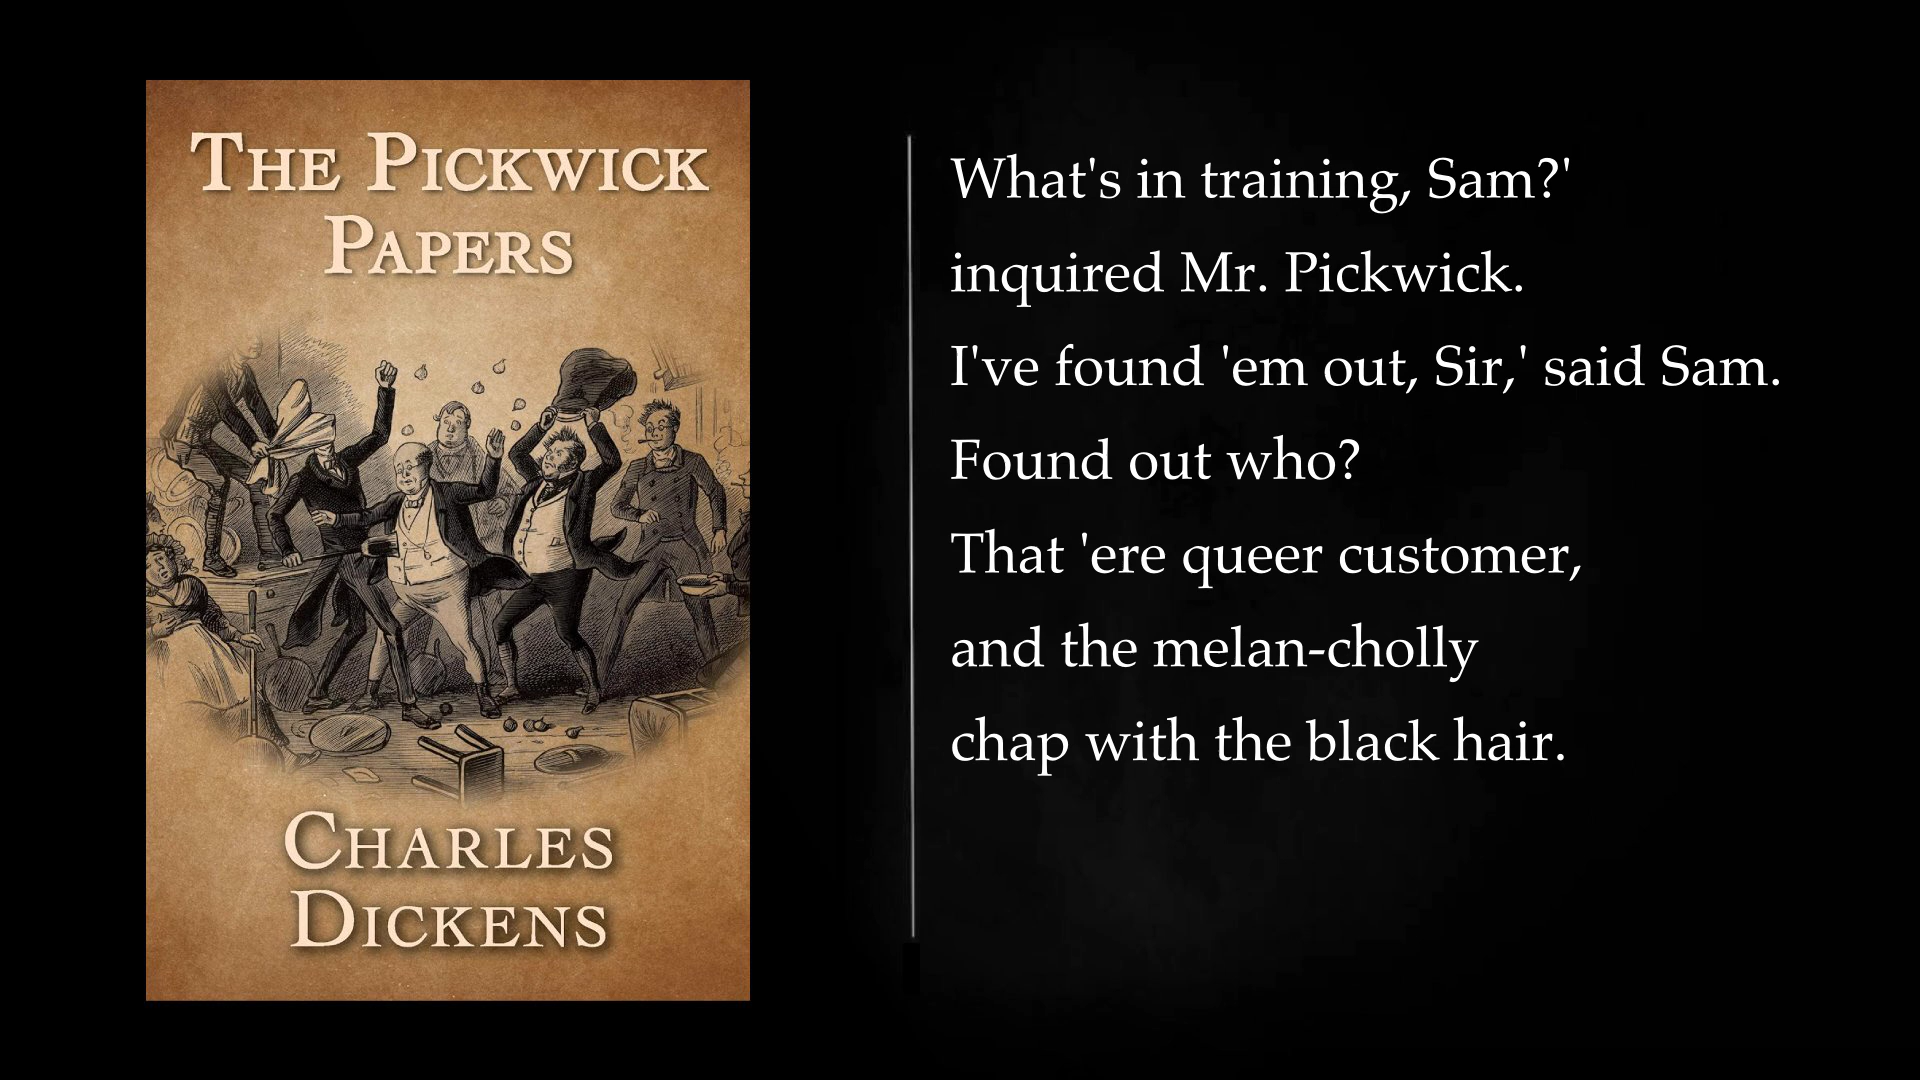 THE PICKWICK
PAPERS
CHARLES
DICKENS
What's in training, Sam?'
inquired Mr. Pickwick.
I've found 'em out, Sir,' said Sam.
Found out who?
That 'ere queer customer,
and the melan-cholly
chap with the black hair.